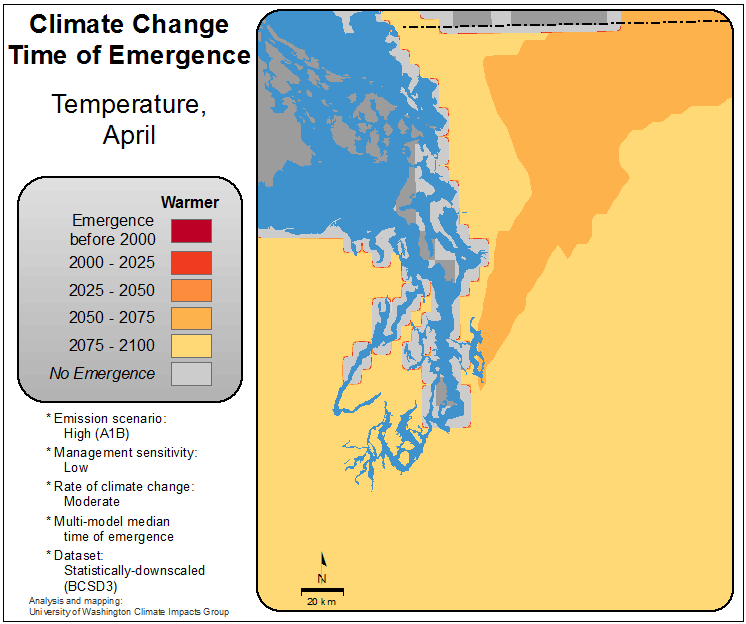 Climate Change
Time of Emergence
Temperature,
April
Warmer
Emergence
before 2000
2000 - 2025
2025 - 2050
2050 - 2075
2075 - 2100
No Emergence
* Emission scenario:
High (A1B)
* Management sensitivity:
Low
* Rate of climate change:
Moderate
* Multi-model median
time of emergence
* Dataset:
Statistically-downscaled
(BCSD3)
Analysis and mapping:
University of Washington Climate Impacts Group
N
20 km